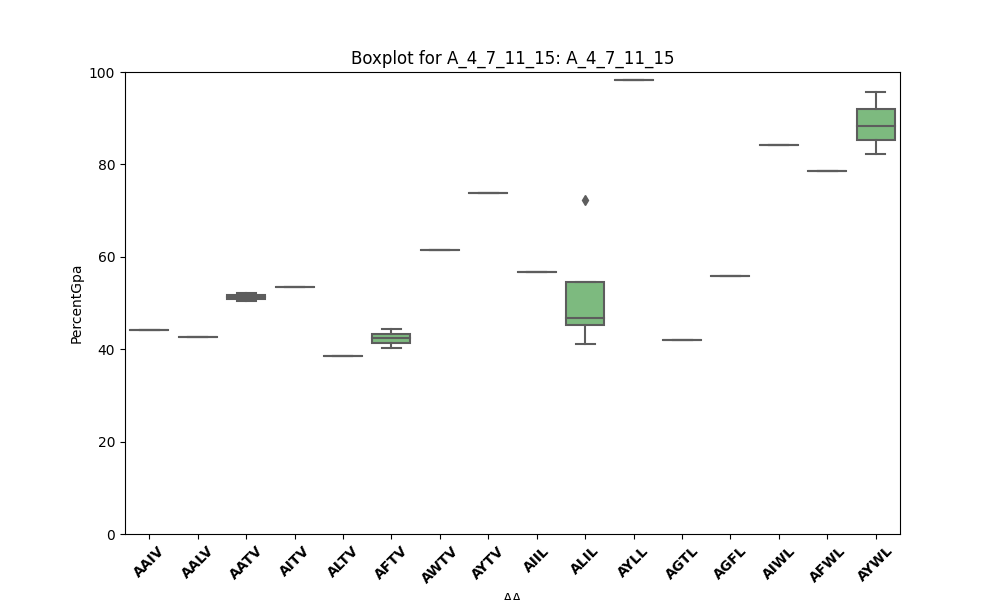 Boxplot for A_4_7_11_15: A_4_7_11_15
PercentGpa
100
80
60
40
20
0
AAIV
AALV
AATV
AITV
ALTV
AFTV
AWTV
AYTV
AIIL
ALIL
AYLL
AGTL
AGFL
AIWL
AFWL
AYWL
AA